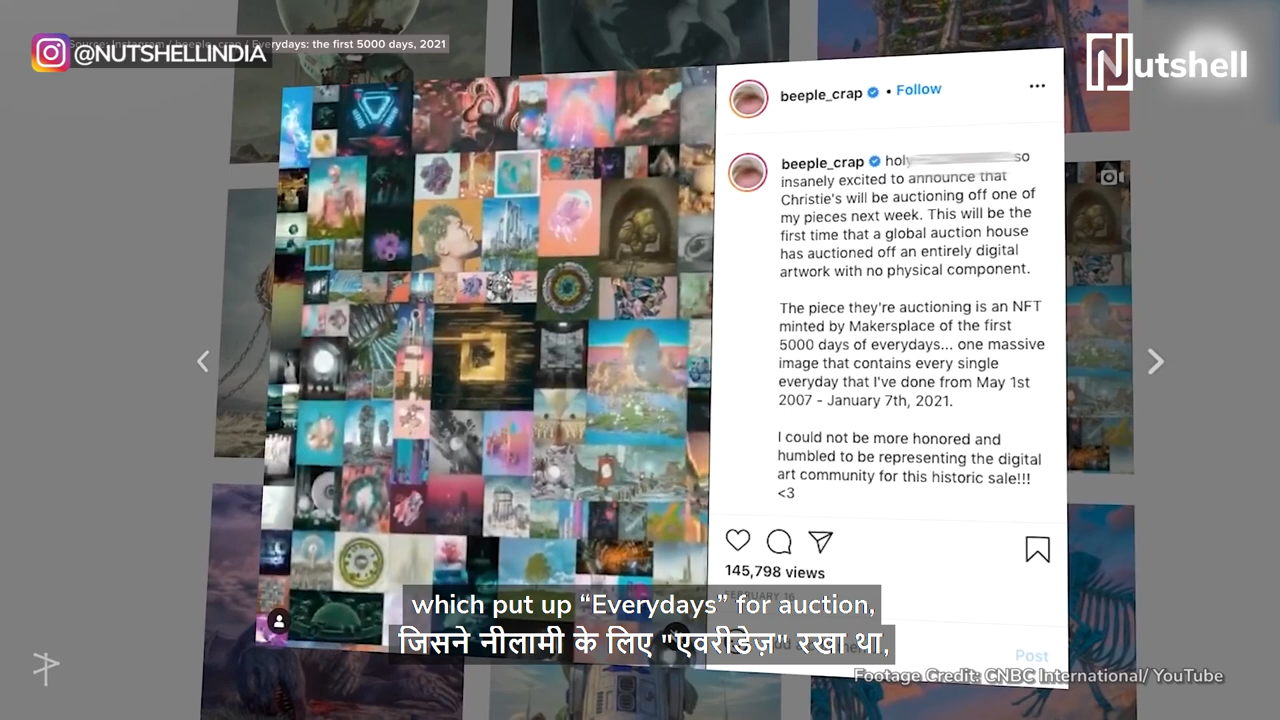 Source: Instagram / beeple_crap / Everydays: the first 5000 days, 2021
@NUTSHELLINDIA
Nutshell
beeple_crap • Follow
beeple_crap holy so
insanely excited to announce that
Christie's will be auctioning off one of
my pieces next week. This will be the
first time that a global auction house
has auctioned off an entirely digital
artwork with no physical component.
The piece they're auctioning is an NFT
minted by Makersplace of the first
5000 days of everydays... one massive
image that contains every single
everyday that I've done from May 1st
2007 - January 7th, 2021.
I could not be more honored and
humbled to be representing the digital
art community for this historic sale!!!
<3
145,798 views
FEBRUARY 16
which put up “Everydays” for auction,
जिसने नीलामी के लिए "एवरीडेज़" रखा था,
Post
Footage Credit: CNBC International/ YouTube